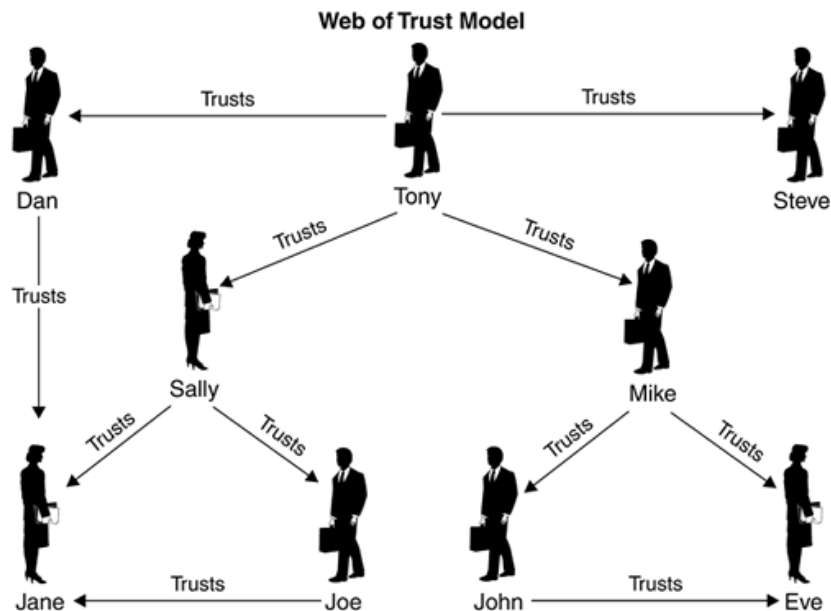 Web of Trust Model
Trusts
Trusts
Dan
Tony
Steve
Trusts
Trusts
Trusts
Sally
Mike
Trusts
Trusts
Trusts
Trusts
Trusts
Trusts
Jane
Joe
John
Eve